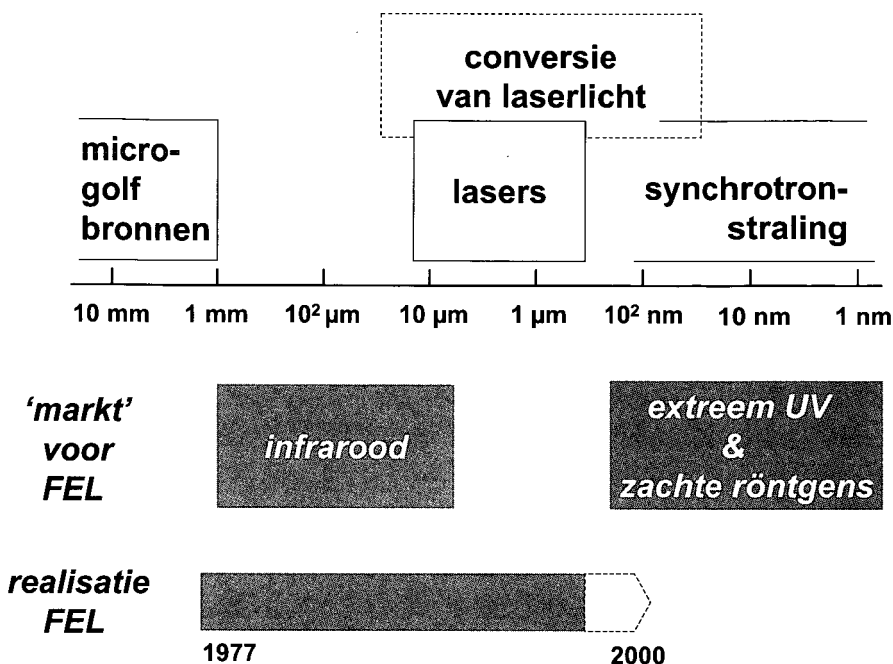 conversie
van laserlicht
micro-
golf
bronnen
lasers
synchrotron-
straling
10 mm 1 mm 10² µm 10 µm 1 µm 10² nm 10 nm 1 nm
'markt'
voor
FEL
infrarood
extreem UV
&
zachte röntgens
realisatie
FEL
1977 2000